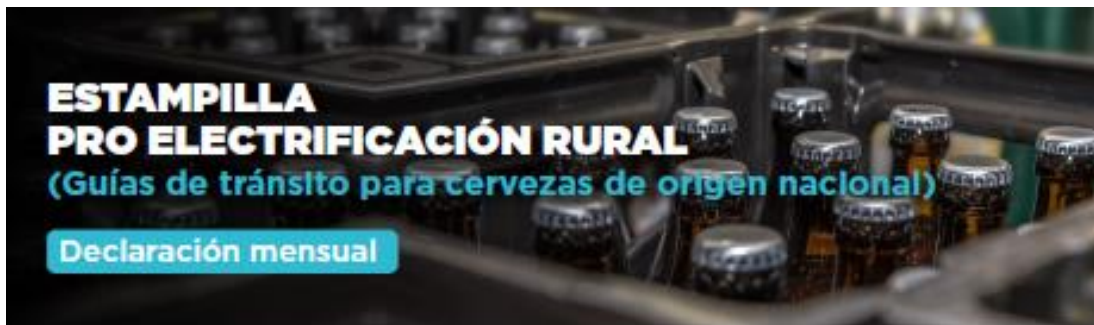 ESTAMPILLA
PRO ELECTRIFICACIÓN RURAL
(Guías de tránsito para cervezas de origen nacional)
Declaración mensual